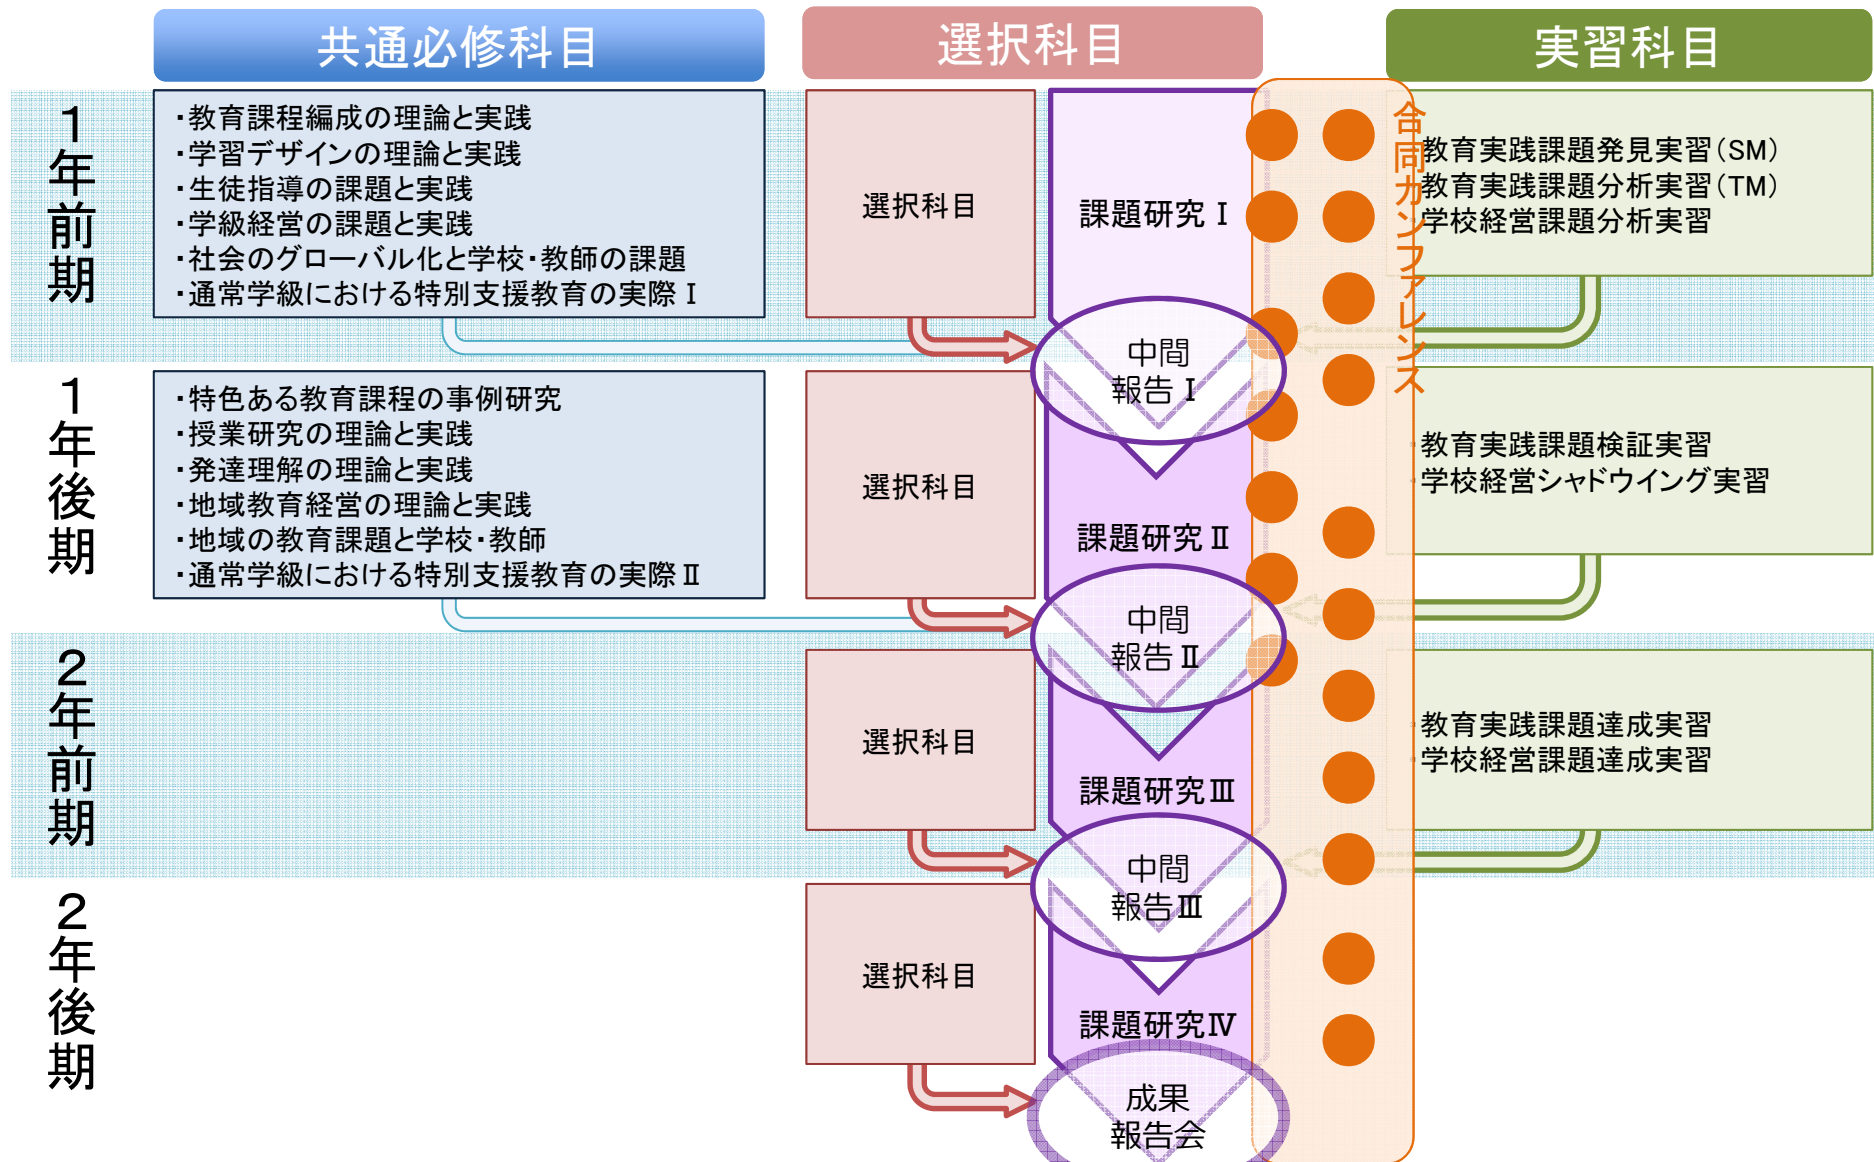 共通必修科目
選択科目
実習科目
1年前期
・教育課程編成の理論と実践
・学習デザインの理論と実践
・生徒指導の課題と実践
・学級経営の課題と実践
・社会のグローバル化と学校・教師の課題
・通常学級における特別支援教育の実際Ⅰ
選択科目
課題研究Ⅰ
合同カンファレンス
教育実践課題発見実習(SM)
教育実践課題分析実習(TM)
学校経営課題分析実習
中間
報告Ⅰ
1年後期
・特色ある教育課程の事例研究
・授業研究の理論と実践
・発達理解の理論と実践
・地域教育経営の理論と実践
・地域の教育課題と学校・教師
・通常学級における特別支援教育の実際Ⅱ
選択科目
課題研究Ⅱ
・教育実践課題検証実習
・学校経営シャドウイング実習
中間
報告Ⅱ
2年前期
選択科目
課題研究Ⅲ
・教育実践課題達成実習
・学校経営課題達成実習
中間
報告Ⅲ
2年後期
選択科目
課題研究Ⅳ
成果
報告会